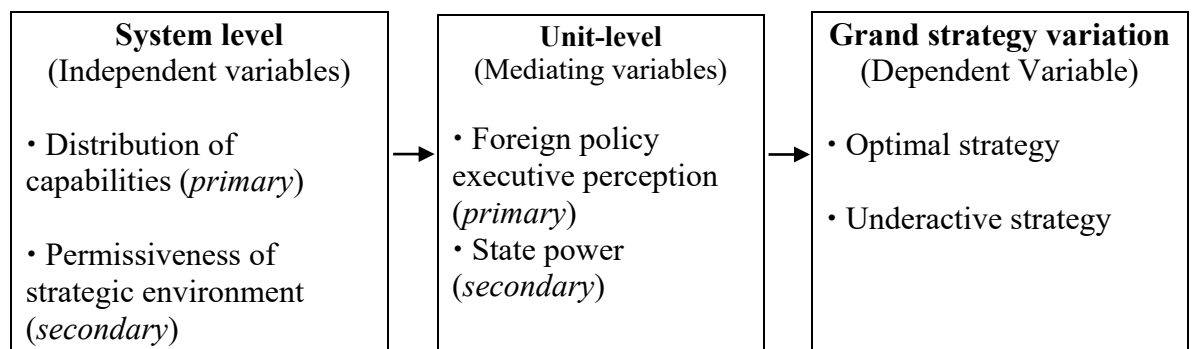 System level
(Independent variables)
· Distribution of
capabilities (primary)
· Permissiveness of
strategic environment
(secondary)
Unit-level
(Mediating variables)
· Foreign policy
executive perception
(primary)
· State power
(secondary)
Grand strategy variation
(Dependent Variable)
· Optimal strategy
· Underactive strategy